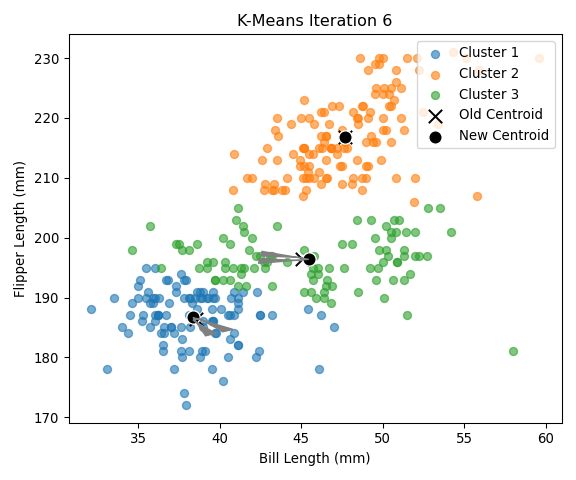 K-Means Iteration 6
Cluster 1
Cluster 2
Cluster 3
Old Centroid
New Centroid
Flipper Length (mm)
230
220
210
200
190
180
170
35
40
45
50
55
60
Bill Length (mm)